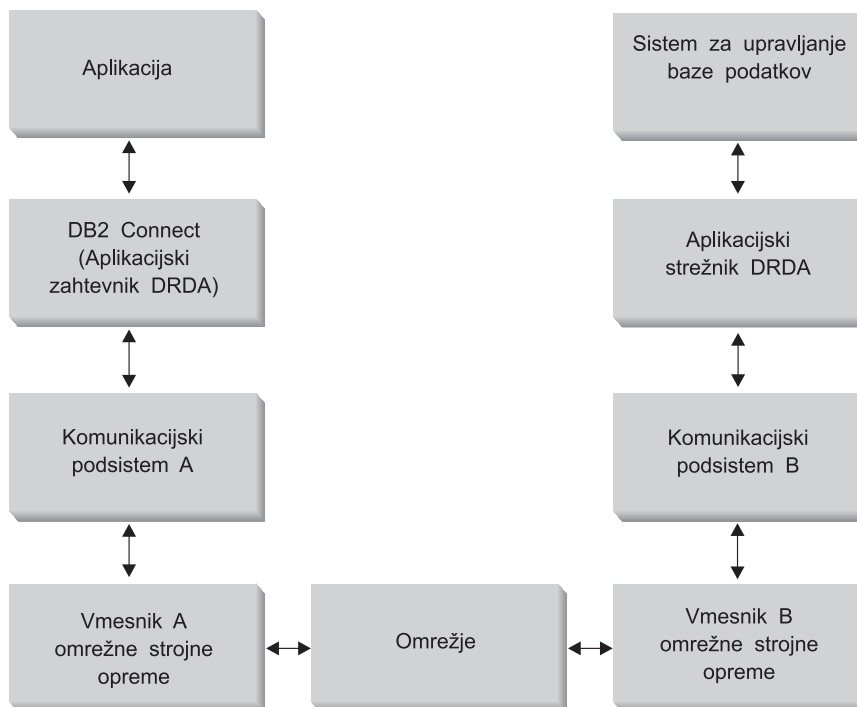 Aplikacija
DB2 Connect
(Aplikacijski
zahtevnik DRDA)
Komunikacijski
podsistem A
Vmesnik A
omrežne strojne
opreme
Omrežje
Sistem za upravljanje
baze podatkov
Aplikacijski
strežnik DRDA
Komunikacijski
podsistem B
Vmesnik B
omrežne strojne
opreme